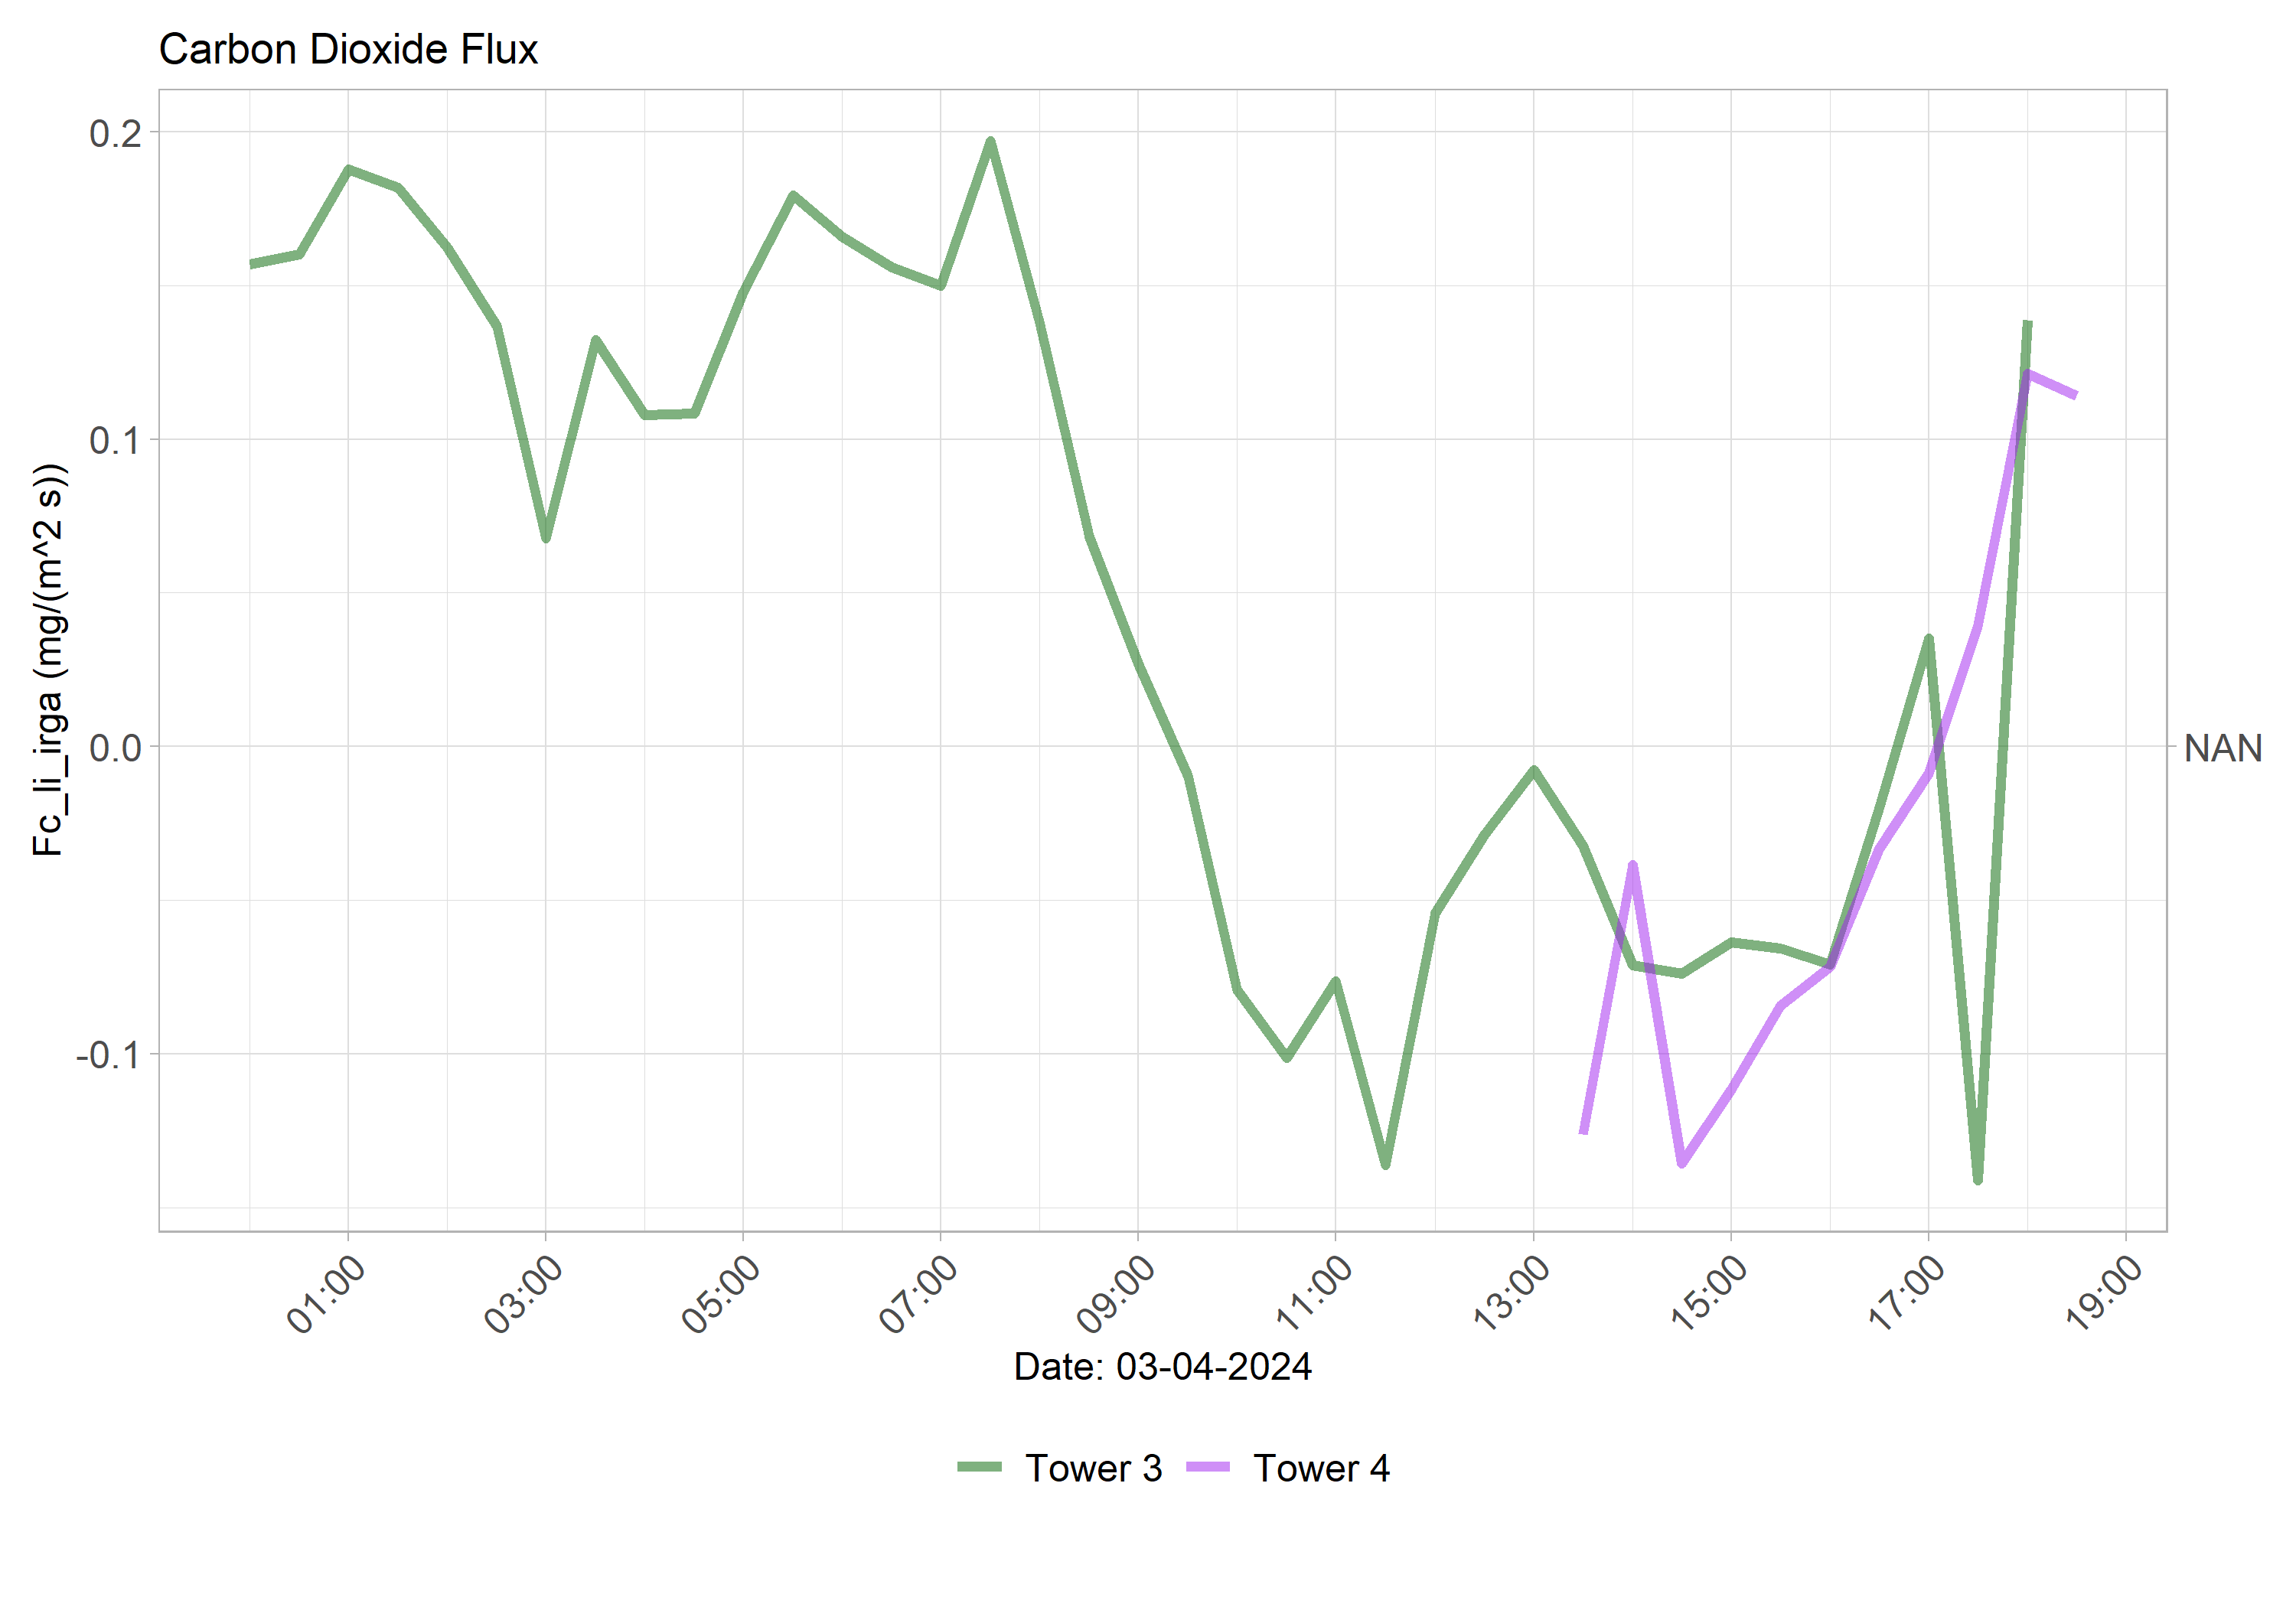 Carbon Dioxide Flux
0.2
0.1
0.0
-0.1
Fc_li_irga (mg/(m^2 s))
NAN
01:00
03:00
05:00
07:00
09:00
11:00
13:00
15:00
17:00
19:00
Date: 03-04-2024
Tower 3
Tower 4